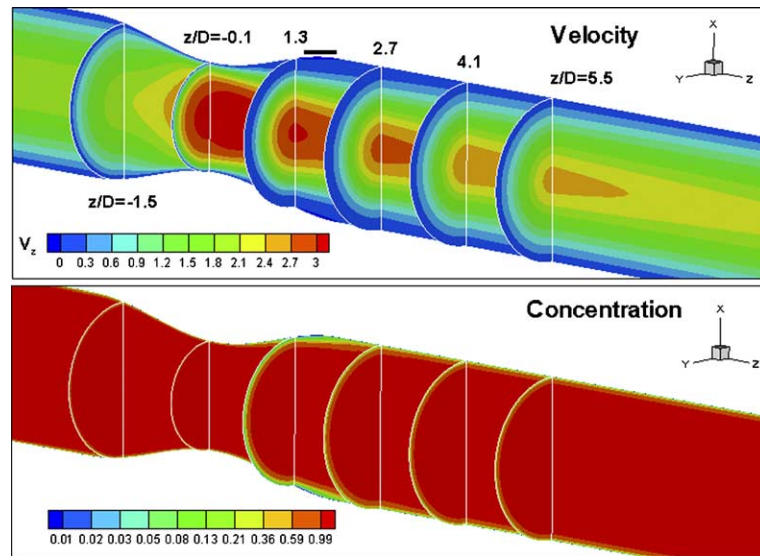 z/D=-0.1 1.3 2.7 4.1 z/D=5.5
Velocity
X
Y Z
z/D=-1.5
Vz
0 0.3 0.6 0.9 1.2 1.5 1.8 2.1 2.4 2.7 3
Concentration
X
Y Z
0.01 0.02 0.03 0.05 0.08 0.13 0.21 0.36 0.59 0.99